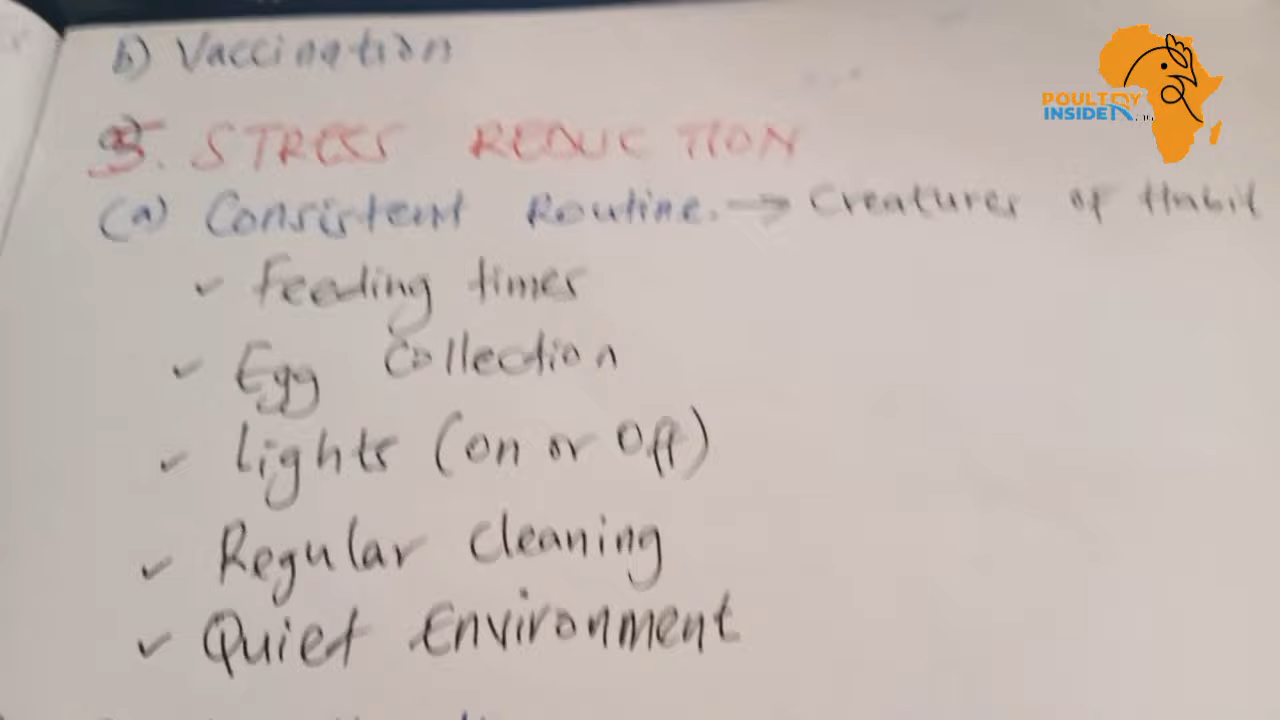 b) Vaccination
POULTRY
INSIDER
5. STRESS REDUCTION
(a) Consistent Routine. → Creatures of Habit
✓ Feeding times
✓ Egg Collection
✓ Lights (on or Off)
✓ Regular Cleaning
✓ Quiet Environment